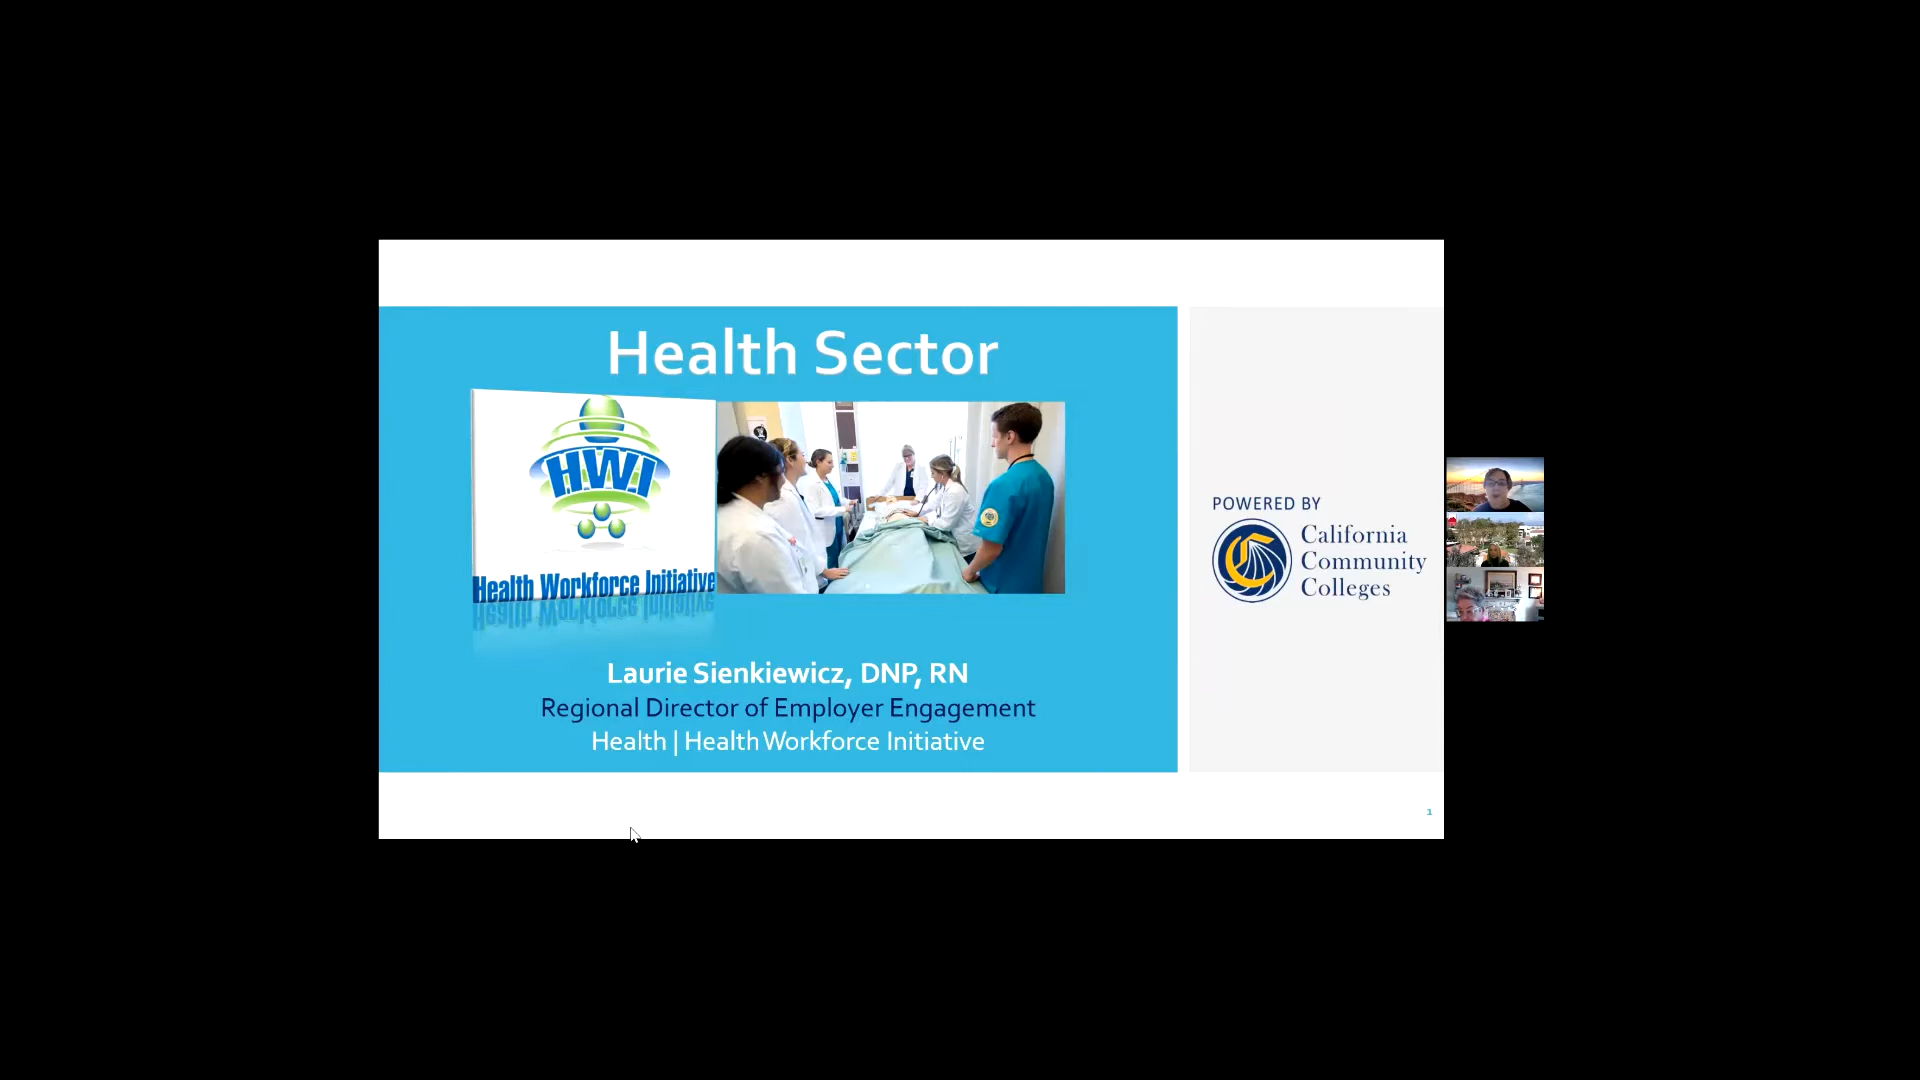 Health Sector
H.W.I
Health Workforce Initiative
Laurie Sienkiewicz, DNP, RN
Regional Director of Employer Engagement
Health | Health Workforce Initiative
POWERED BY
California
Community
Colleges
1